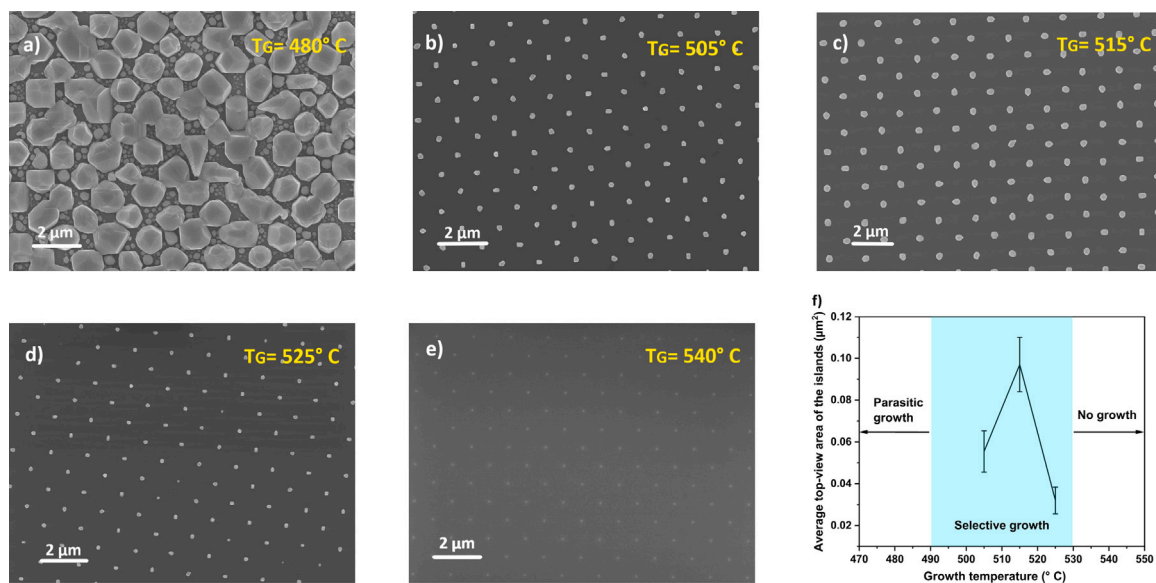 a)
TG= 480° C
2 μm
b)
TG= 505° C
2 μm
c)
TG= 515° C
2 μm
d)
TG= 525° C
2 μm
e)
TG= 540° C
2 μm
f)
Average top-view area of the islands (μm²)
0.12
0.10
0.08
0.06
0.04
0.02
Parasitic
growth
No growth
Selective growth
470 480 490 500 510 520 530 540 550
Growth temperature (° C)